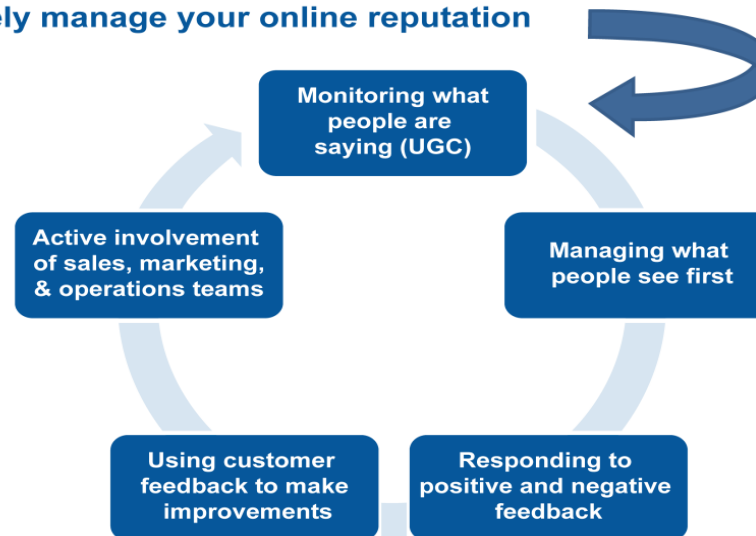 ely manage your online reputation
Monitoring what
people are
saying (UGC)
Managing what
people see first
Responding to
positive and negative
feedback
Using customer
feedback to make
improvements
Active involvement
of sales, marketing,
& operations teams